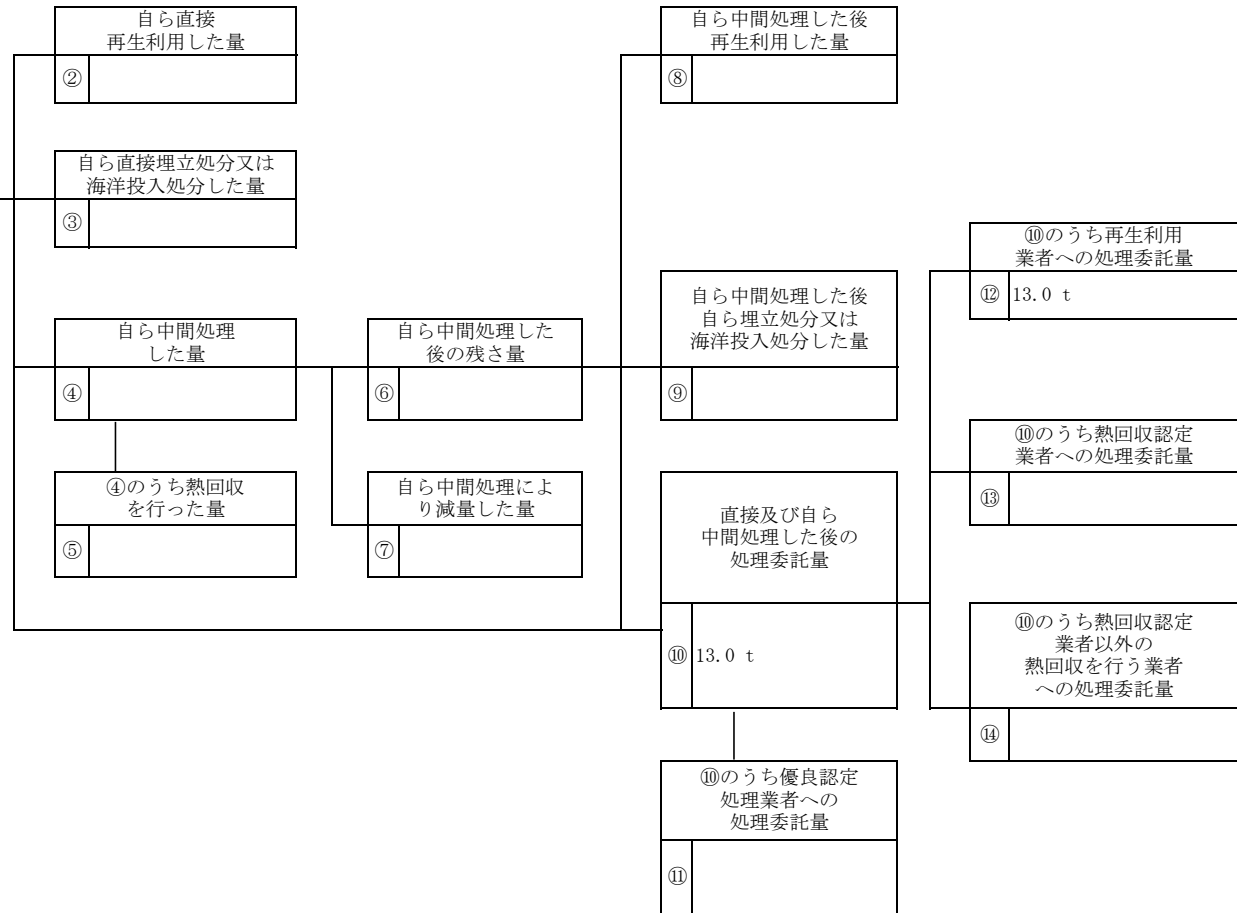 自ら直接
再生利用した量
②
自ら直接埋立処分又は
海洋投入処分した量
③
自ら中間処理
した量
④
④のうち熱回収
を行った量
⑤
自ら中間処理した
後の残さ量
⑥
自ら中間処理によ
り減量した量
⑦
自ら中間処理した後
再生利用した量
⑧
自ら中間処理した後
自ら埋立処分又は
海洋投入処分した量
⑨
直接及び自ら
中間処理した後の
処理委託量
⑩ 13.0 t
⑩のうち優良認定
処理業者への
処理委託量
⑪
⑩のうち再生利用
業者への処理委託量
⑫ 13.0 t
⑩のうち熱回収認定
業者への処理委託量
⑬
⑩のうち熱回収認定
業者以外の
熱回収を行う業者
への処理委託量
⑭